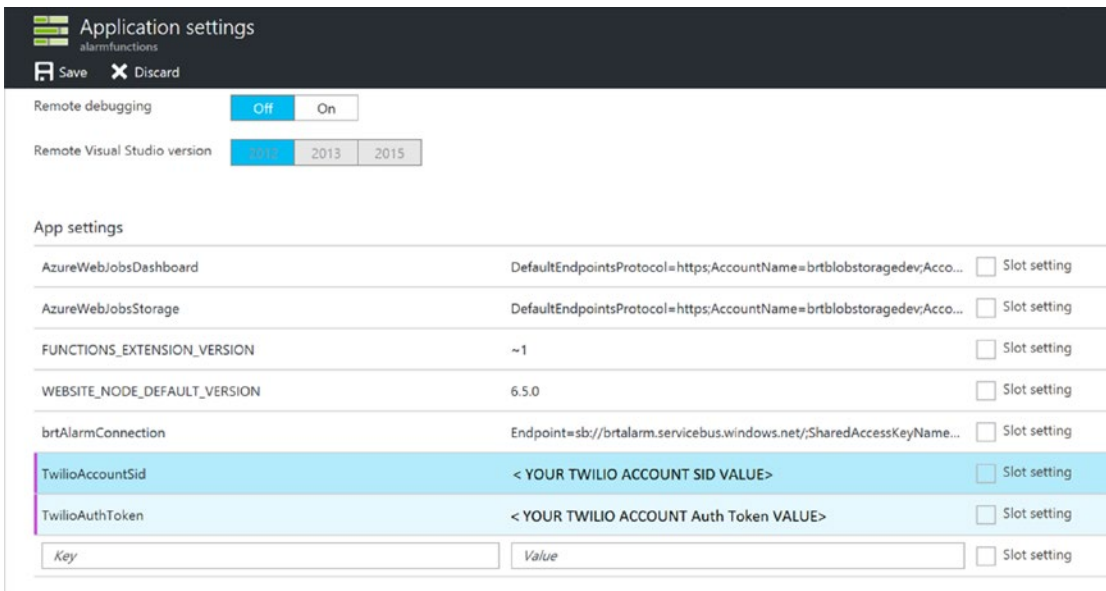 Application settings
alarmfunctions
Save Discard
Remote debugging Off On
Remote Visual Studio version 2012 2013 2015
App settings
AzureWebJobsDashboard DefaultEndpointsProtocol=https;AccountName=brtblobstoragedev;Acco... Slot setting
AzureWebJobsStorage DefaultEndpointsProtocol=https;AccountName=brtblobstoragedev;Acco... Slot setting
FUNCTIONS_EXTENSION_VERSION ~1 Slot setting
WEBSITE_NODE_DEFAULT_VERSION 6.5.0 Slot setting
brtAlarmConnection Endpoint=sb://brtalarm.servicebus.windows.net/;SharedAccessKeyName... Slot setting
TwilioAccountSid < YOUR TWILIO ACCOUNT SID VALUE> Slot setting
TwilioAuthToken < YOUR TWILIO ACCOUNT Auth Token VALUE> Slot setting
Key Value Slot setting